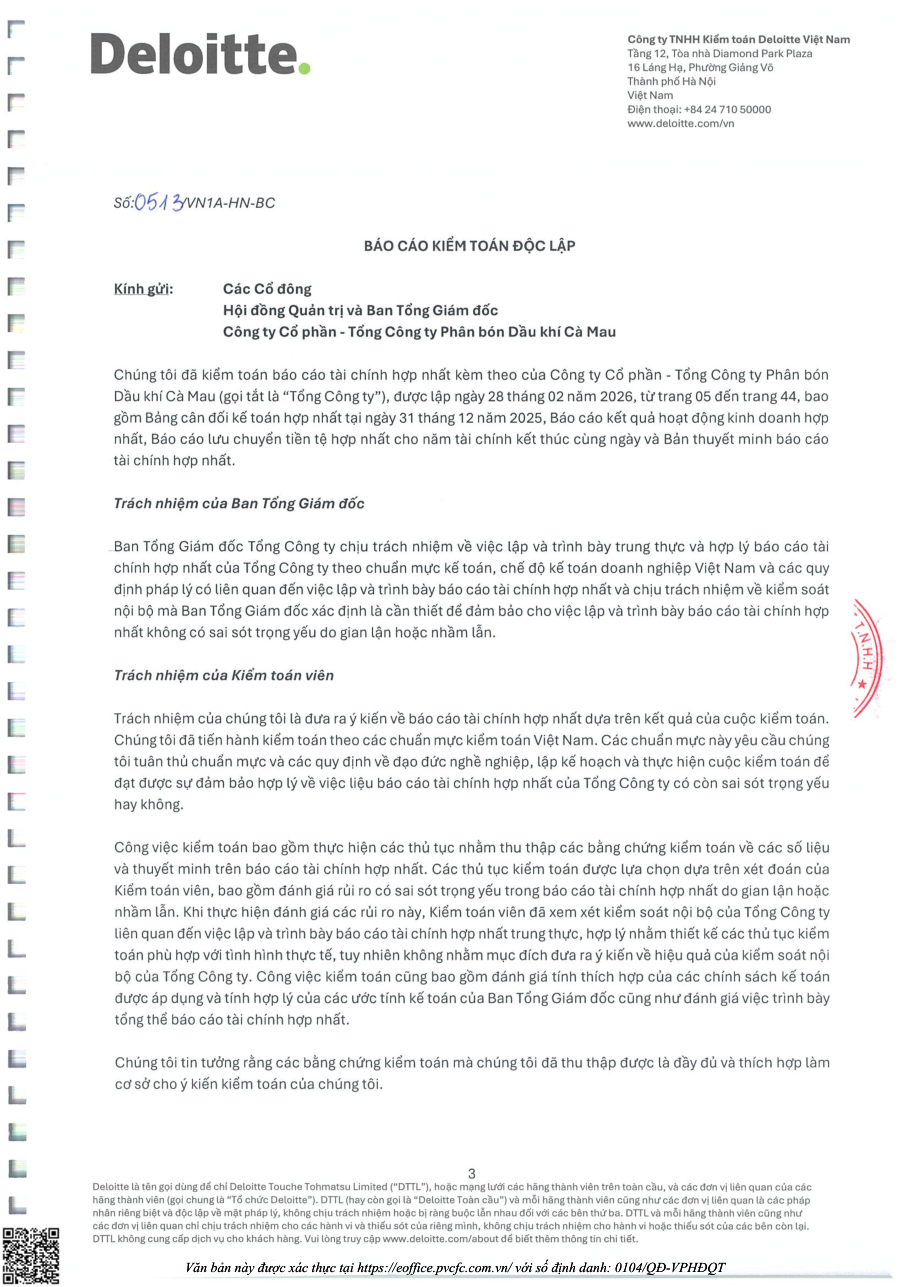 Deloitte.
Công ty TNHH Kiểm toán Deloitte Việt Nam
Tầng 12, Tòa nhà Diamond Park Plaza
16 Láng Hạ, Phường Giảng Võ
Thành phố Hà Nội
Việt Nam
Điện thoại: +84 24 710 50000
www.deloitte.com/vn
Số:0513/VN1A-HN-BC
BÁO CÁO KIỂM TOÁN ĐỘC LẬP
Kính gửi: Các Cổ đông
Hội đồng Quản trị và Ban Tổng Giám đốc
Công ty Cổ phần - Tổng Công ty Phân bón Dầu khí Cà Mau
Chúng tôi đã kiểm toán báo cáo tài chính hợp nhất kèm theo của Công ty Cổ phần - Tổng Công ty Phân bón
Dầu khí Cà Mau (gọi tắt là “Tổng Công ty”), được lập ngày 28 tháng 02 năm 2026, từ trang 05 đến trang 44, bao
gồm Bảng cân đối kế toán hợp nhất tại ngày 31 tháng 12 năm 2025, Báo cáo kết quả hoạt động kinh doanh hợp
nhất, Báo cáo lưu chuyển tiền tệ hợp nhất cho năm tài chính kết thúc cùng ngày và Bản thuyết minh báo cáo
tài chính hợp nhất.
Trách nhiệm của Ban Tổng Giám đốc
Ban Tổng Giám đốc Tổng Công ty chịu trách nhiệm về việc lập và trình bày trung thực và hợp lý báo cáo tài
chính hợp nhất của Tổng Công ty theo chuẩn mực kế toán, chế độ kế toán doanh nghiệp Việt Nam và các quy
định pháp lý có liên quan đến việc lập và trình bày báo cáo tài chính hợp nhất và chịu trách nhiệm về kiểm soát
nội bộ mà Ban Tổng Giám đốc xác định là cần thiết để đảm bảo cho việc lập và trình bày báo cáo tài chính hợp
nhất không có sai sót trọng yếu do gian lận hoặc nhầm lẫn.
Trách nhiệm của Kiểm toán viên
Trách nhiệm của chúng tôi là đưa ra ý kiến về báo cáo tài chính hợp nhất dựa trên kết quả của cuộc kiểm toán.
Chúng tôi đã tiến hành kiểm toán theo các chuẩn mực kiểm toán Việt Nam. Các chuẩn mực này yêu cầu chúng
tôi tuân thủ chuẩn mực và các quy định về đạo đức nghề nghiệp, lập kế hoạch và thực hiện cuộc kiểm toán để
đạt được sự đảm bảo hợp lý về việc liệu báo cáo tài chính hợp nhất của Tổng Công ty có còn sai sót trọng yếu
hay không.
Công việc kiểm toán bao gồm thực hiện các thủ tục nhằm thu thập các bằng chứng kiểm toán về các số liệu
và thuyết minh trên báo cáo tài chính hợp nhất. Các thủ tục kiểm toán được lựa chọn dựa trên xét đoán của
Kiểm toán viên, bao gồm đánh giá rủi ro có sai sót trọng yếu trong báo cáo tài chính hợp nhất do gian lận hoặc
nhầm lẫn. Khi thực hiện đánh giá các rủi ro này, Kiểm toán viên đã xem xét kiểm soát nội bộ của Tổng Công ty
liên quan đến việc lập và trình bày báo cáo tài chính hợp nhất trung thực, hợp lý nhằm thiết kế các thủ tục kiểm
toán phù hợp với tình hình thực tế, tuy nhiên không nhằm mục đích đưa ra ý kiến về hiệu quả của kiểm soát nội
bộ của Tổng Công ty. Công việc kiểm toán cũng bao gồm đánh giá tính thích hợp của các chính sách kế toán
được áp dụng và tính hợp lý của các ước tính kế toán của Ban Tổng Giám đốc cũng như đánh giá việc trình bày
tổng thể báo cáo tài chính hợp nhất.
Chúng tôi tin tưởng rằng các bằng chứng kiểm toán mà chúng tôi đã thu thập được là đầy đủ và thích hợp làm
cơ sở cho ý kiến kiểm toán của chúng tôi.
T.N.H.H
3
Deloitte là tên gọi dùng để chỉ Deloitte Touche Tohmatsu Limited (“DTTL”), hoặc mạng lưới các hãng thành viên trên toàn cầu, và các đơn vị liên quan của các
hãng thành viên (gọi chung là “Tổ chức Deloitte”). DTTL (hay còn gọi là “Deloitte Toàn cầu”) và mỗi hãng thành viên cũng như các đơn vị liên quan là các pháp
nhân riêng biệt và độc lập về mặt pháp lý, không chịu trách nhiệm hoặc bị ràng buộc lẫn nhau đối với các bên thứ ba. DTTL và mỗi hãng thành viên cũng như
các đơn vị liên quan chỉ chịu trách nhiệm cho các hành vi và thiếu sót của riêng mình, không chịu trách nhiệm cho hành vi hoặc thiếu sót của các bên còn lại.
DTTL không cung cấp dịch vụ cho khách hàng. Vui lòng truy cập www.deloitte.com/about để biết thêm thông tin chi tiết.
Văn bản này được xác thực tại https://eoffice.pvcfc.com.vn/ với số định danh: 0104/QĐ-VPHĐQT